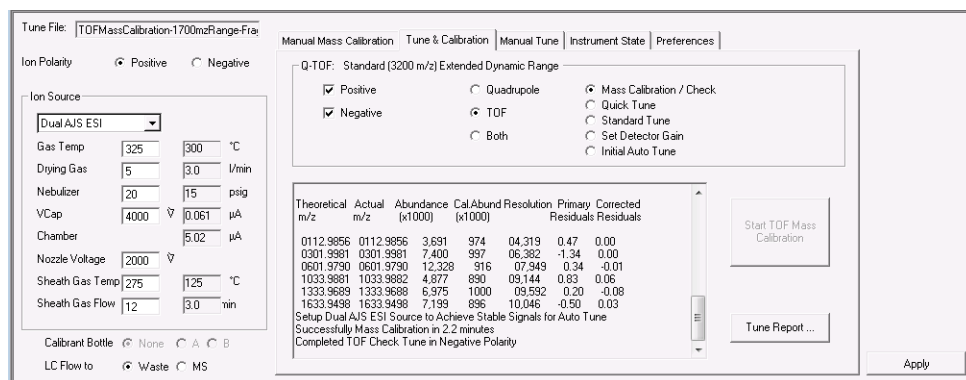 Tune File: TOFMassCalibration-1700mzRange-Fra
Ion Polarity Positive Negative
Ion Source
Dual AJS ESI
Gas Temp 325 300 °C
Drying Gas 5 3.0 l/min
Nebulizer 20 15 psig
VCap 4000 V 0.061 µA
Chamber 5.02 µA
Nozzle Voltage 2000 V
Sheath Gas Temp 275 125 °C
Sheath Gas Flow 12 3.0 min
Calibrant Bottle None A B
LC Flow to Waste MS
Manual Mass Calibration Tune & Calibration Manual Tune Instrument State Preferences
Q-TOF: Standard (3200 m/z) Extended Dynamic Range
Positive Quadrupole Mass Calibration / Check
Quick Tune
Negative TOF Standard Tune
Both Set Detector Gain
Initial Auto Tune
Theoretical Actual Abundance Cal.Abund Resolution Primary Corrected
m/z m/z (x1000) (x1000) Residuals Residuals
0112.9856 0112.9856 3,691 974 04,319 0.47 0.00
0301.9981 0301.9981 7,400 997 06,382 -1.34 0.00
0601.9790 0601.9790 12,328 916 07,949 0.34 -0.01
1033.9881 1033.9882 4,877 890 09,144 0.83 0.06
1333.9689 1333.9689 6,975 1000 09,592 0.20 -0.08
1633.9498 1633.9498 7,199 896 10,046 -0.50 0.03
Setup Dual AJS ESI Source to Achieve Stable Signals for Auto Tune
Successfully Mass Calibration in 2.2 minutes
Completed TOF Check Tune in Negative Polarity
Start TOF Mass
Calibration
Tune Report ...
Apply